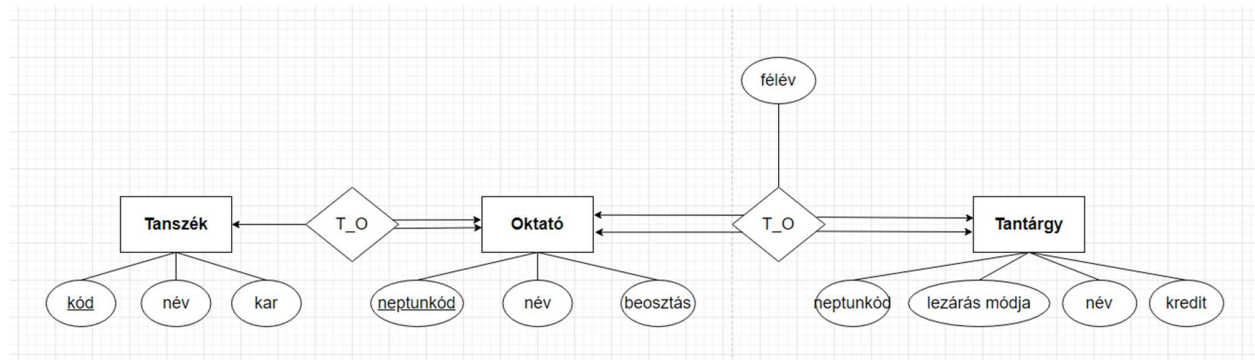 félév
Tanszék
T_O
Oktató
T_O
Tantárgy
kód
név
kar
neptunkód
név
beosztás
neptunkód
lezárás módja
név
kredit